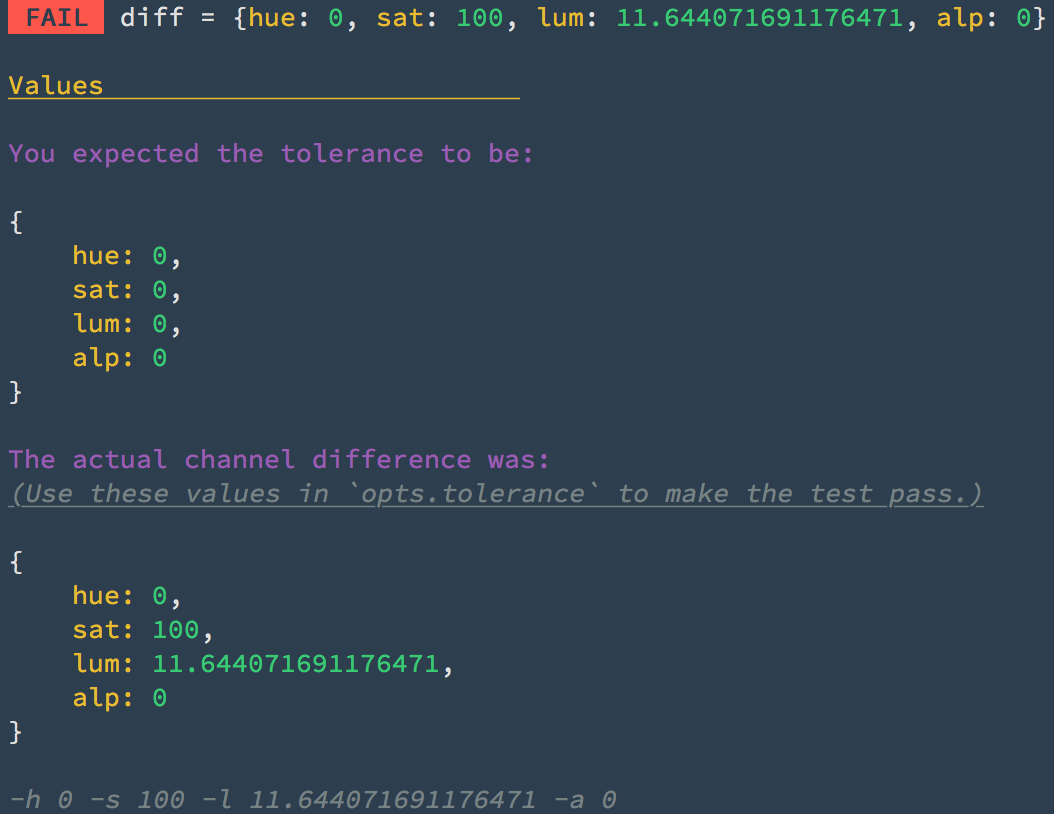 FAIL diff = {hue: 0, sat: 100, lum: 11.644071691176471, alp: 0}
Values
You expected the tolerance to be:
{
hue: 0,
sat: 0,
lum: 0,
alp: 0
}
The actual channel difference was:
(Use these values in `opts.tolerance` to make the test pass.)
{
hue: 0,
sat: 100,
lum: 11.644071691176471,
alp: 0
}
-h 0 -s 100 -l 11.644071691176471 -a 0